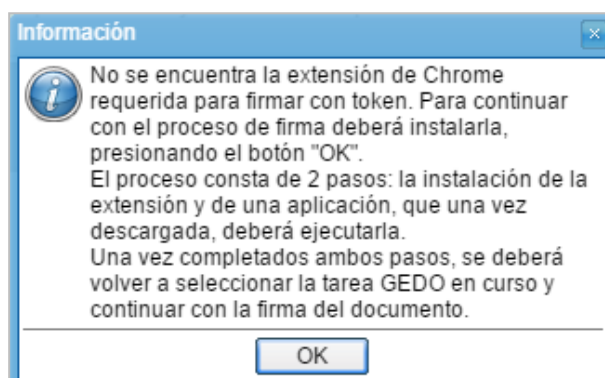 Información
No se encuentra la extensión de Chrome
requerida para firmar con token. Para continuar
con el proceso de firma deberá instalarla,
presionando el botón "OK".
El proceso consta de 2 pasos: la instalación de la
extensión y de una aplicación, que una vez
descargada, deberá ejecutarla.
Una vez completados ambos pasos, se deberá
volver a seleccionar la tarea GEDO en curso y
continuar con la firma del documento.
OK